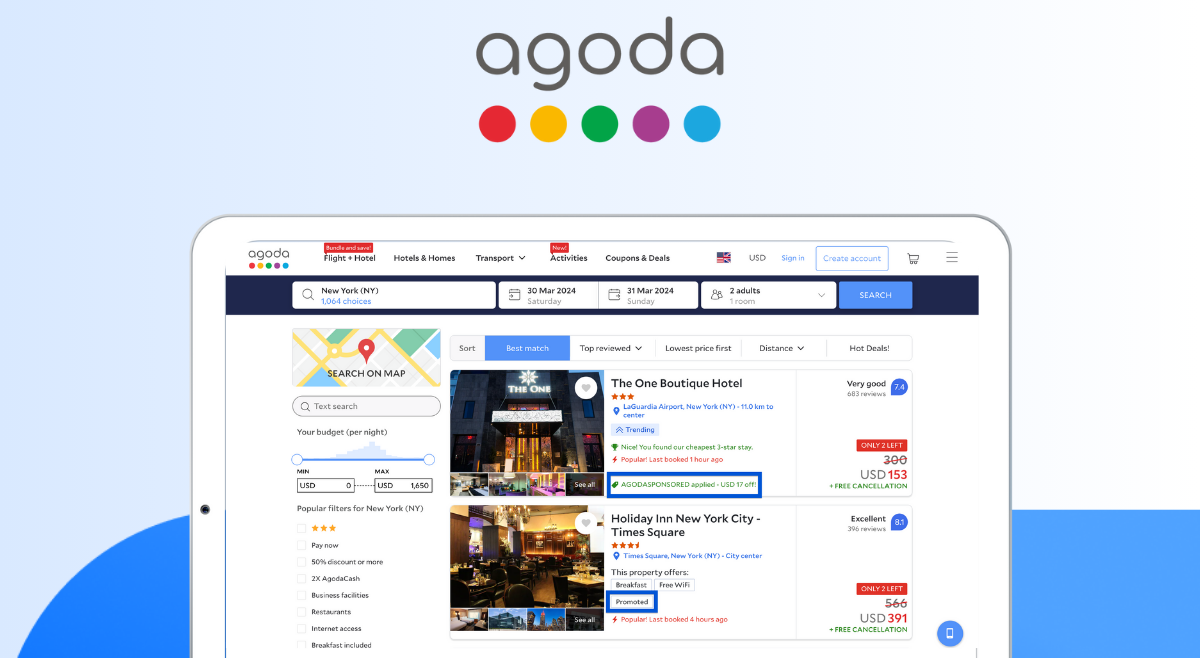 agoda
agoda
Bundle and save!
Flight + Hotel
Hotels & Homes
Transport
New!
Activities
Coupons & Deals
USD
Sign in
Create account
New York (NY)
1,064 choices
30 Mar 2024
Saturday
31 Mar 2024
Sunday
2 adults
1 room
SEARCH
SEARCH ON MAP
Text search
Your budget (per night)
MIN
MAX
USD 0
USD 1,650
Popular filters for New York (NY)
Pay now
50% discount or more
2X AgodaCash
Business facilities
Restaurants
Internet access
Breakfast included
Sort
Best match
Top reviewed
Lowest price first
Distance
Hot Deals!
THE ONE
See all
The One Boutique Hotel
LaGuardia Airport, New York (NY) - 11.0 km to
center
Trending
Nice! You found our cheapest 3-star stay.
Popular! Last booked 1 hour ago
AGODASPONSORED applied - USD 17 off!
Very good
683 reviews
7.4
ONLY 2 LEFT
300
USD 153
+ FREE CANCELLATION
See all
Holiday Inn New York City -
Times Square
Times Square, New York (NY) - City center
This property offers:
Breakfast
Free WiFi
Promoted
Popular! Last booked 4 hours ago
Excellent
396 reviews
8.1
ONLY 2 LEFT
566
USD 391
+ FREE CANCELLATION